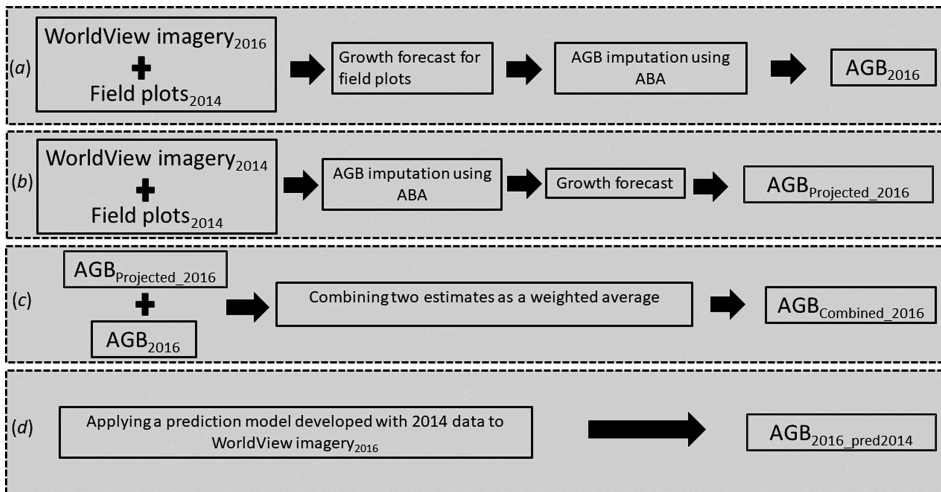 (a)
WorldView imagery2016
+
Field plots2014
Growth forecast for
field plots
AGB imputation using
ABA
AGB2016
(b)
WorldView imagery2014
+
Field plots2014
AGB imputation using
ABA
Growth forecast
AGBProjected_2016
(c)
AGBProjected_2016
+
AGB2016
Combining two estimates as a weighted average
AGBCombined_2016
(d)
Applying a prediction model developed with 2014 data to
WorldView imagery2016
AGB2016_pred2014